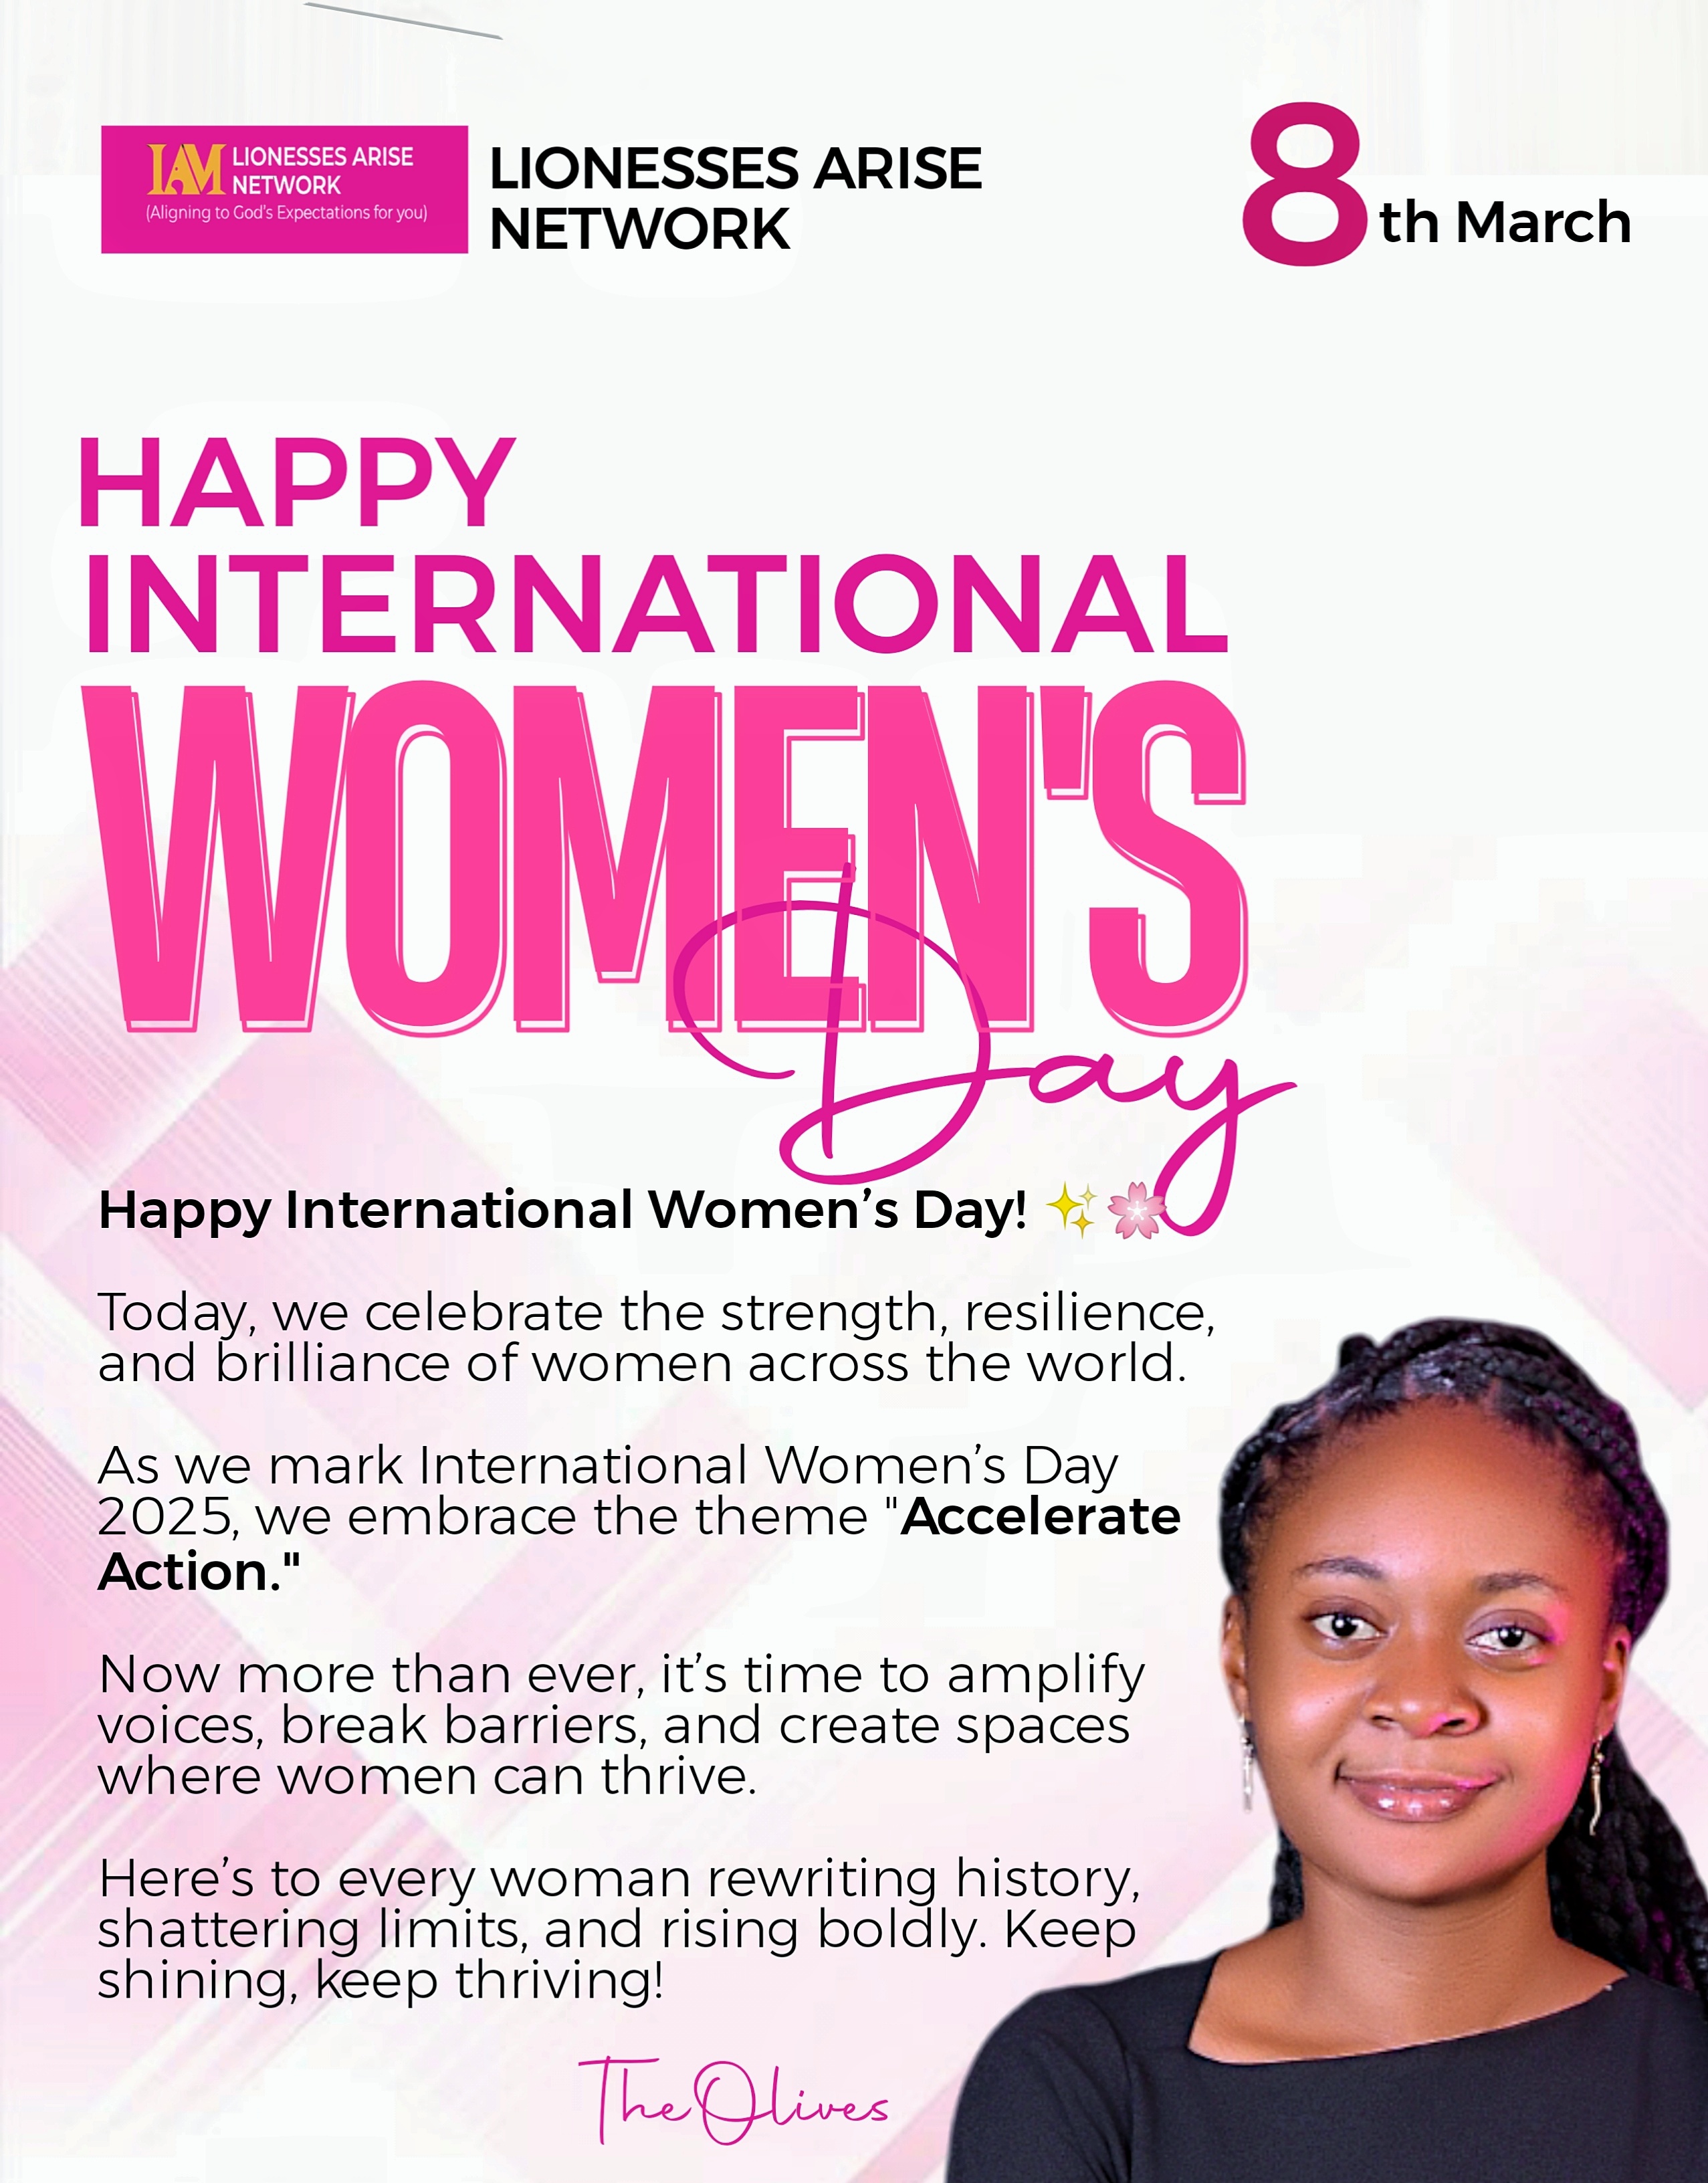 IAM LIONESSES ARISE
NETWORK
(Aligning to God's Expectations for you)
LIONESSES ARISE
NETWORK
8th March
HAPPY
INTERNATIONAL
WOMEN'S
Day
Happy International Women’s Day! ✨🌸
Today, we celebrate the strength, resilience,
and brilliance of women across the world.
As we mark International Women’s Day
2025, we embrace the theme "Accelerate
Action."
Now more than ever, it’s time to amplify
voices, break barriers, and create spaces
where women can thrive.
Here’s to every woman rewriting history,
shattering limits, and rising boldly. Keep
shining, keep thriving!
TheOlives